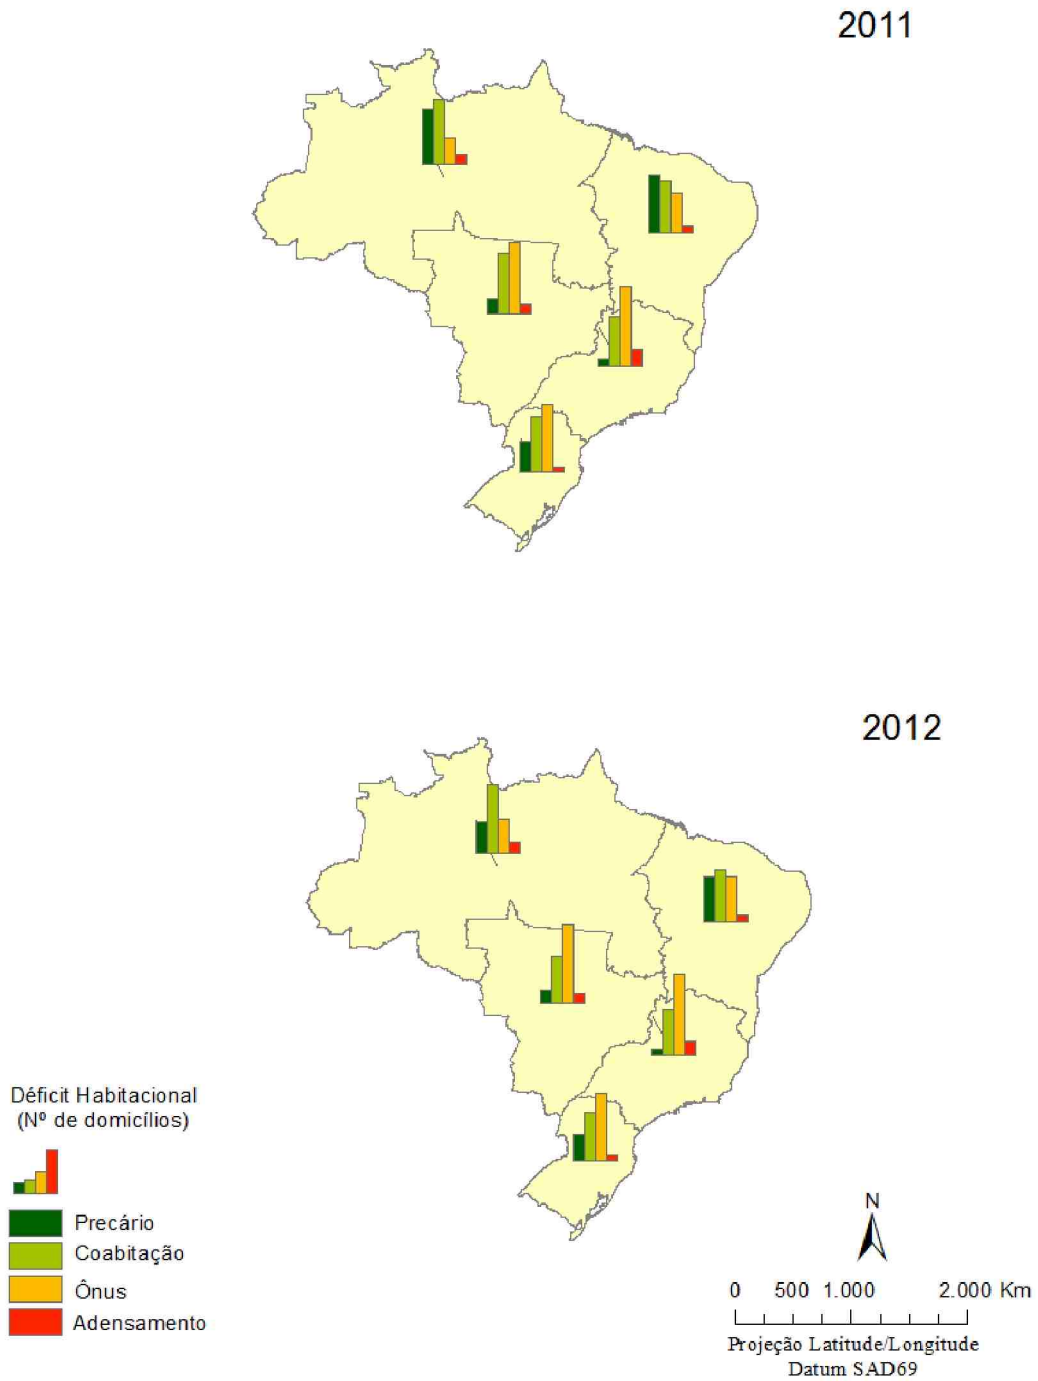 2011
2012
Déficit Habitacional
(Nº de domicílios)
Precário
Coabitação
Ônus
Adensamento
N
0 500 1.000 2.000 Km
Projeção Latitude/Longitude
Datum SAD69